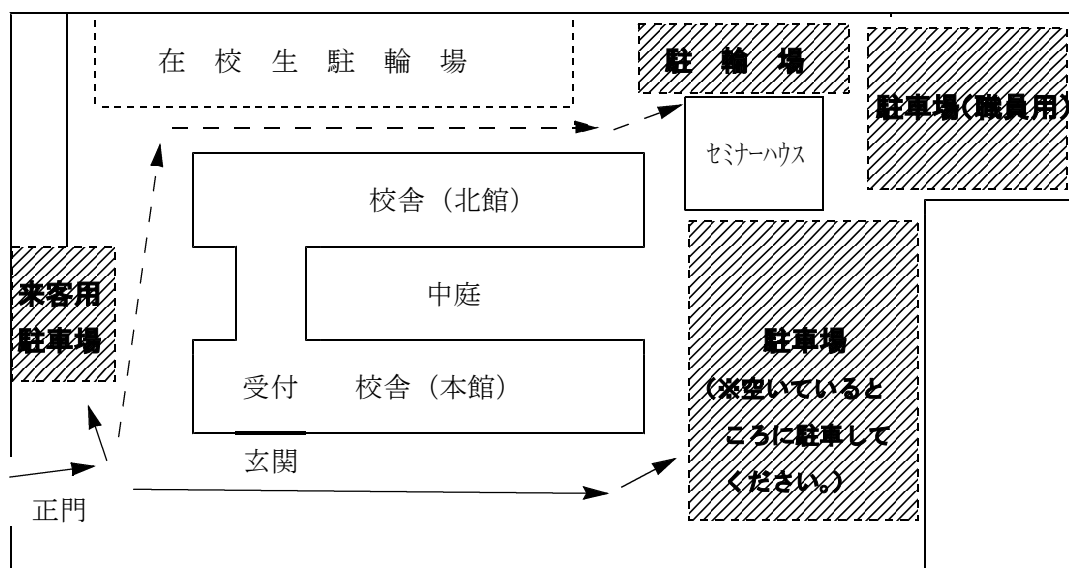 在校生駐輪場
駐輪場
駐車場(職員用)
セミナーハウス
校舎（北館）
来客用
駐車場
中庭
駐車場
(※空いていると
ころに駐車して
ください。)
受付
校舎（本館）
玄関
正門